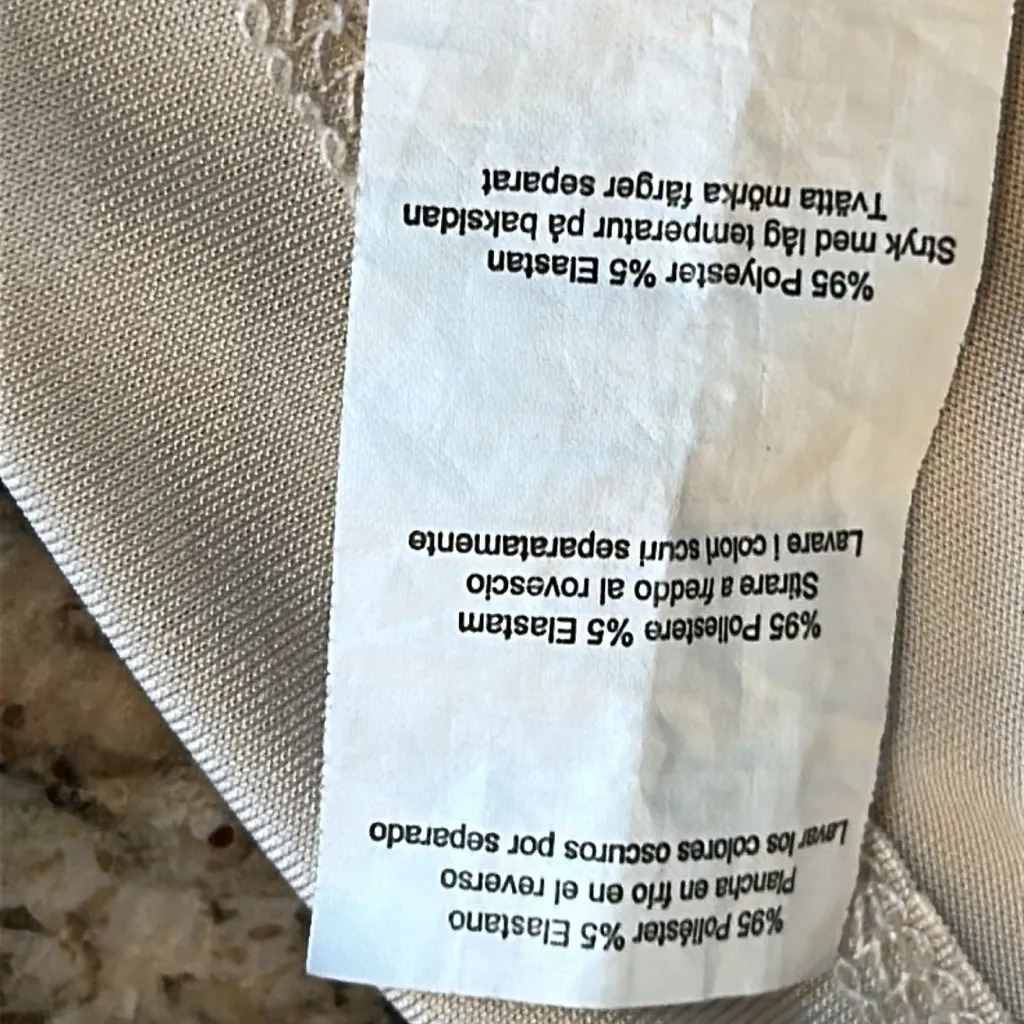 %95 Poliéster %5 Elastano
Plancha en frío en el reverso
Lavar los colores oscuros por separado
%95 Poliestere %5 Elastam
Stirare a freddo al rovescio
Lavare i colori scuri separatamente
%95 Polyester %5 Elastan
Stryk med låg temperatur på baksidan
Tvätta mörka färger separat